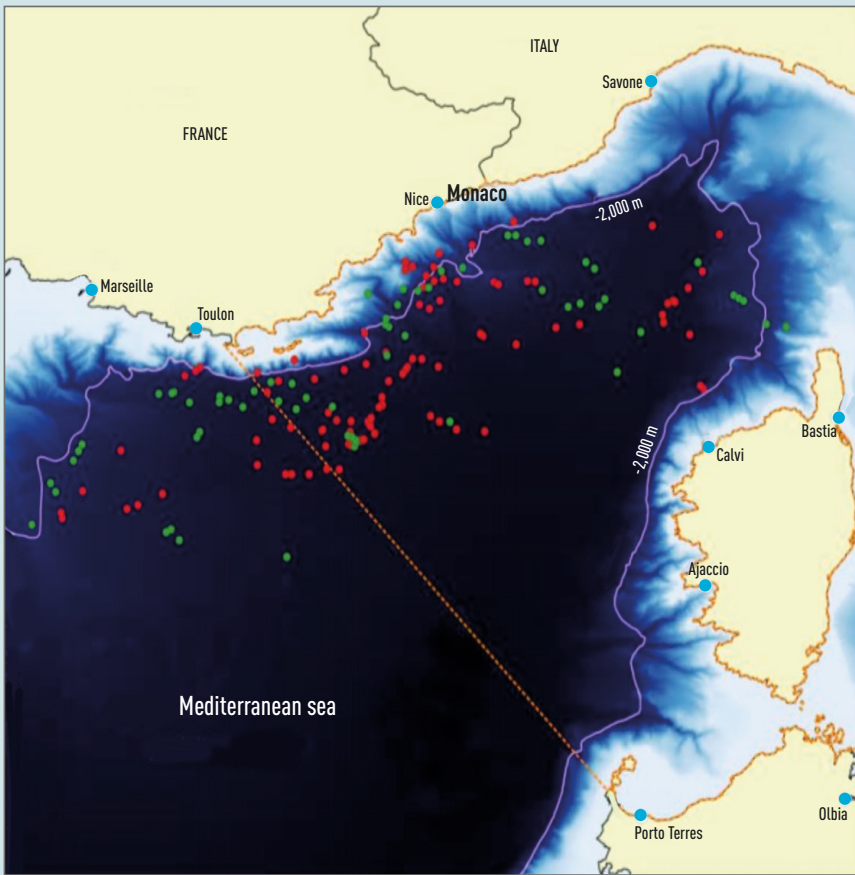 ITALY
Savone
FRANCE
Nice
Monaco
-2,000 m
Marseille
Toulon
Bastia
-2,000 m
Calvi
Ajaccio
Mediterranean sea
Olbia
Porto Terres